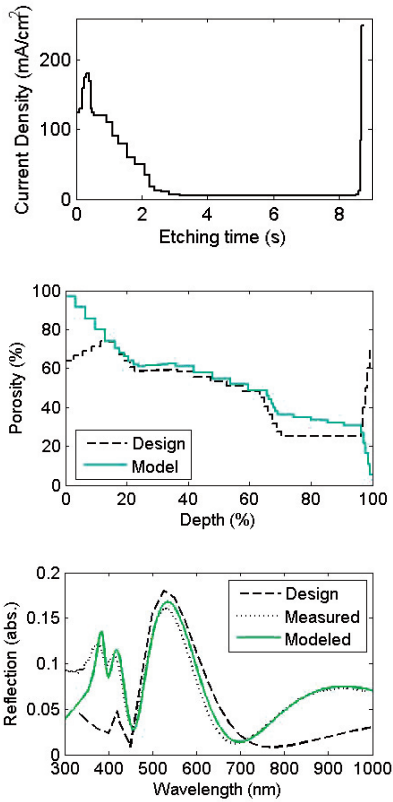 Current Density (mA/cm²)
200
100
0
0 2 4 6 8
Etching time (s)
Porosity (%)
100
80
60
40
20
0
Design
Model
0 20 40 60 80 100
Depth (%)
Reflection (abs.)
0.2
0.15
0.1
0.05
0
Design
Measured
Modeled
300 400 500 600 700 800 900 1000
Wavelength (nm)